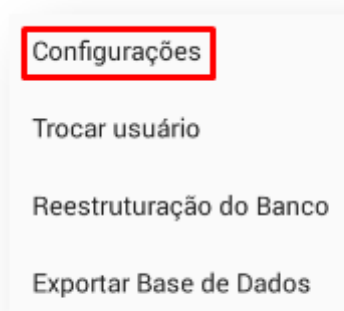 Configurações
Trocar usuário
Reestruturação do Banco
Exportar Base de Dados